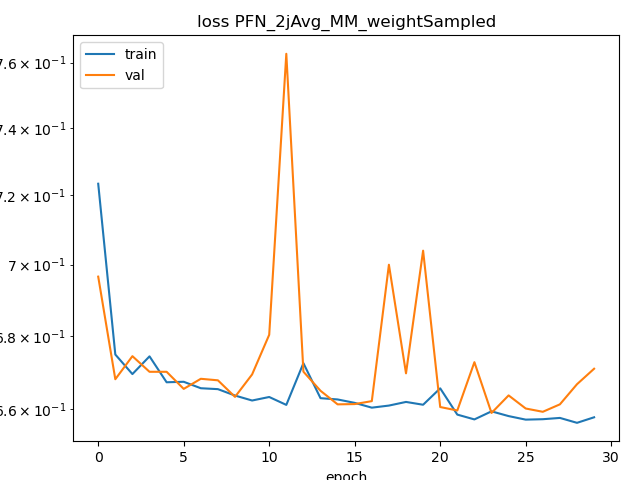 loss PFN_2jAvg_MM_weightSampled
train
val
7.6 × 10⁻¹
7.4 × 10⁻¹
7.2 × 10⁻¹
7 × 10⁻¹
6.8 × 10⁻¹
6.6 × 10⁻¹
0 5 10 15 20 25 30
epoch